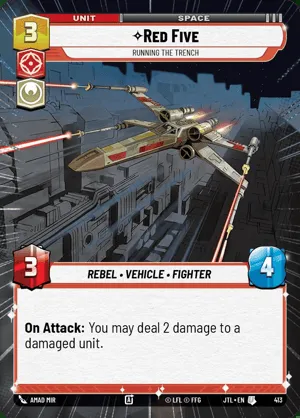 UNIT SPACE
3
RED FIVE
RUNNING THE TRENCH
3 4
REBEL • VEHICLE • FIGHTER
On Attack: You may deal 2 damage to a
damaged unit.
AMAD MIR © LFL © FFG JTL • EN 413